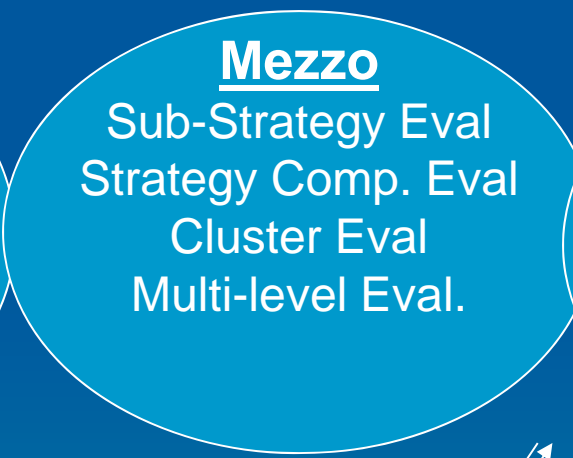 Mezzo
Sub-Strategy Eval
Strategy Comp. Eval
Cluster Eval
Multi-level Eval.